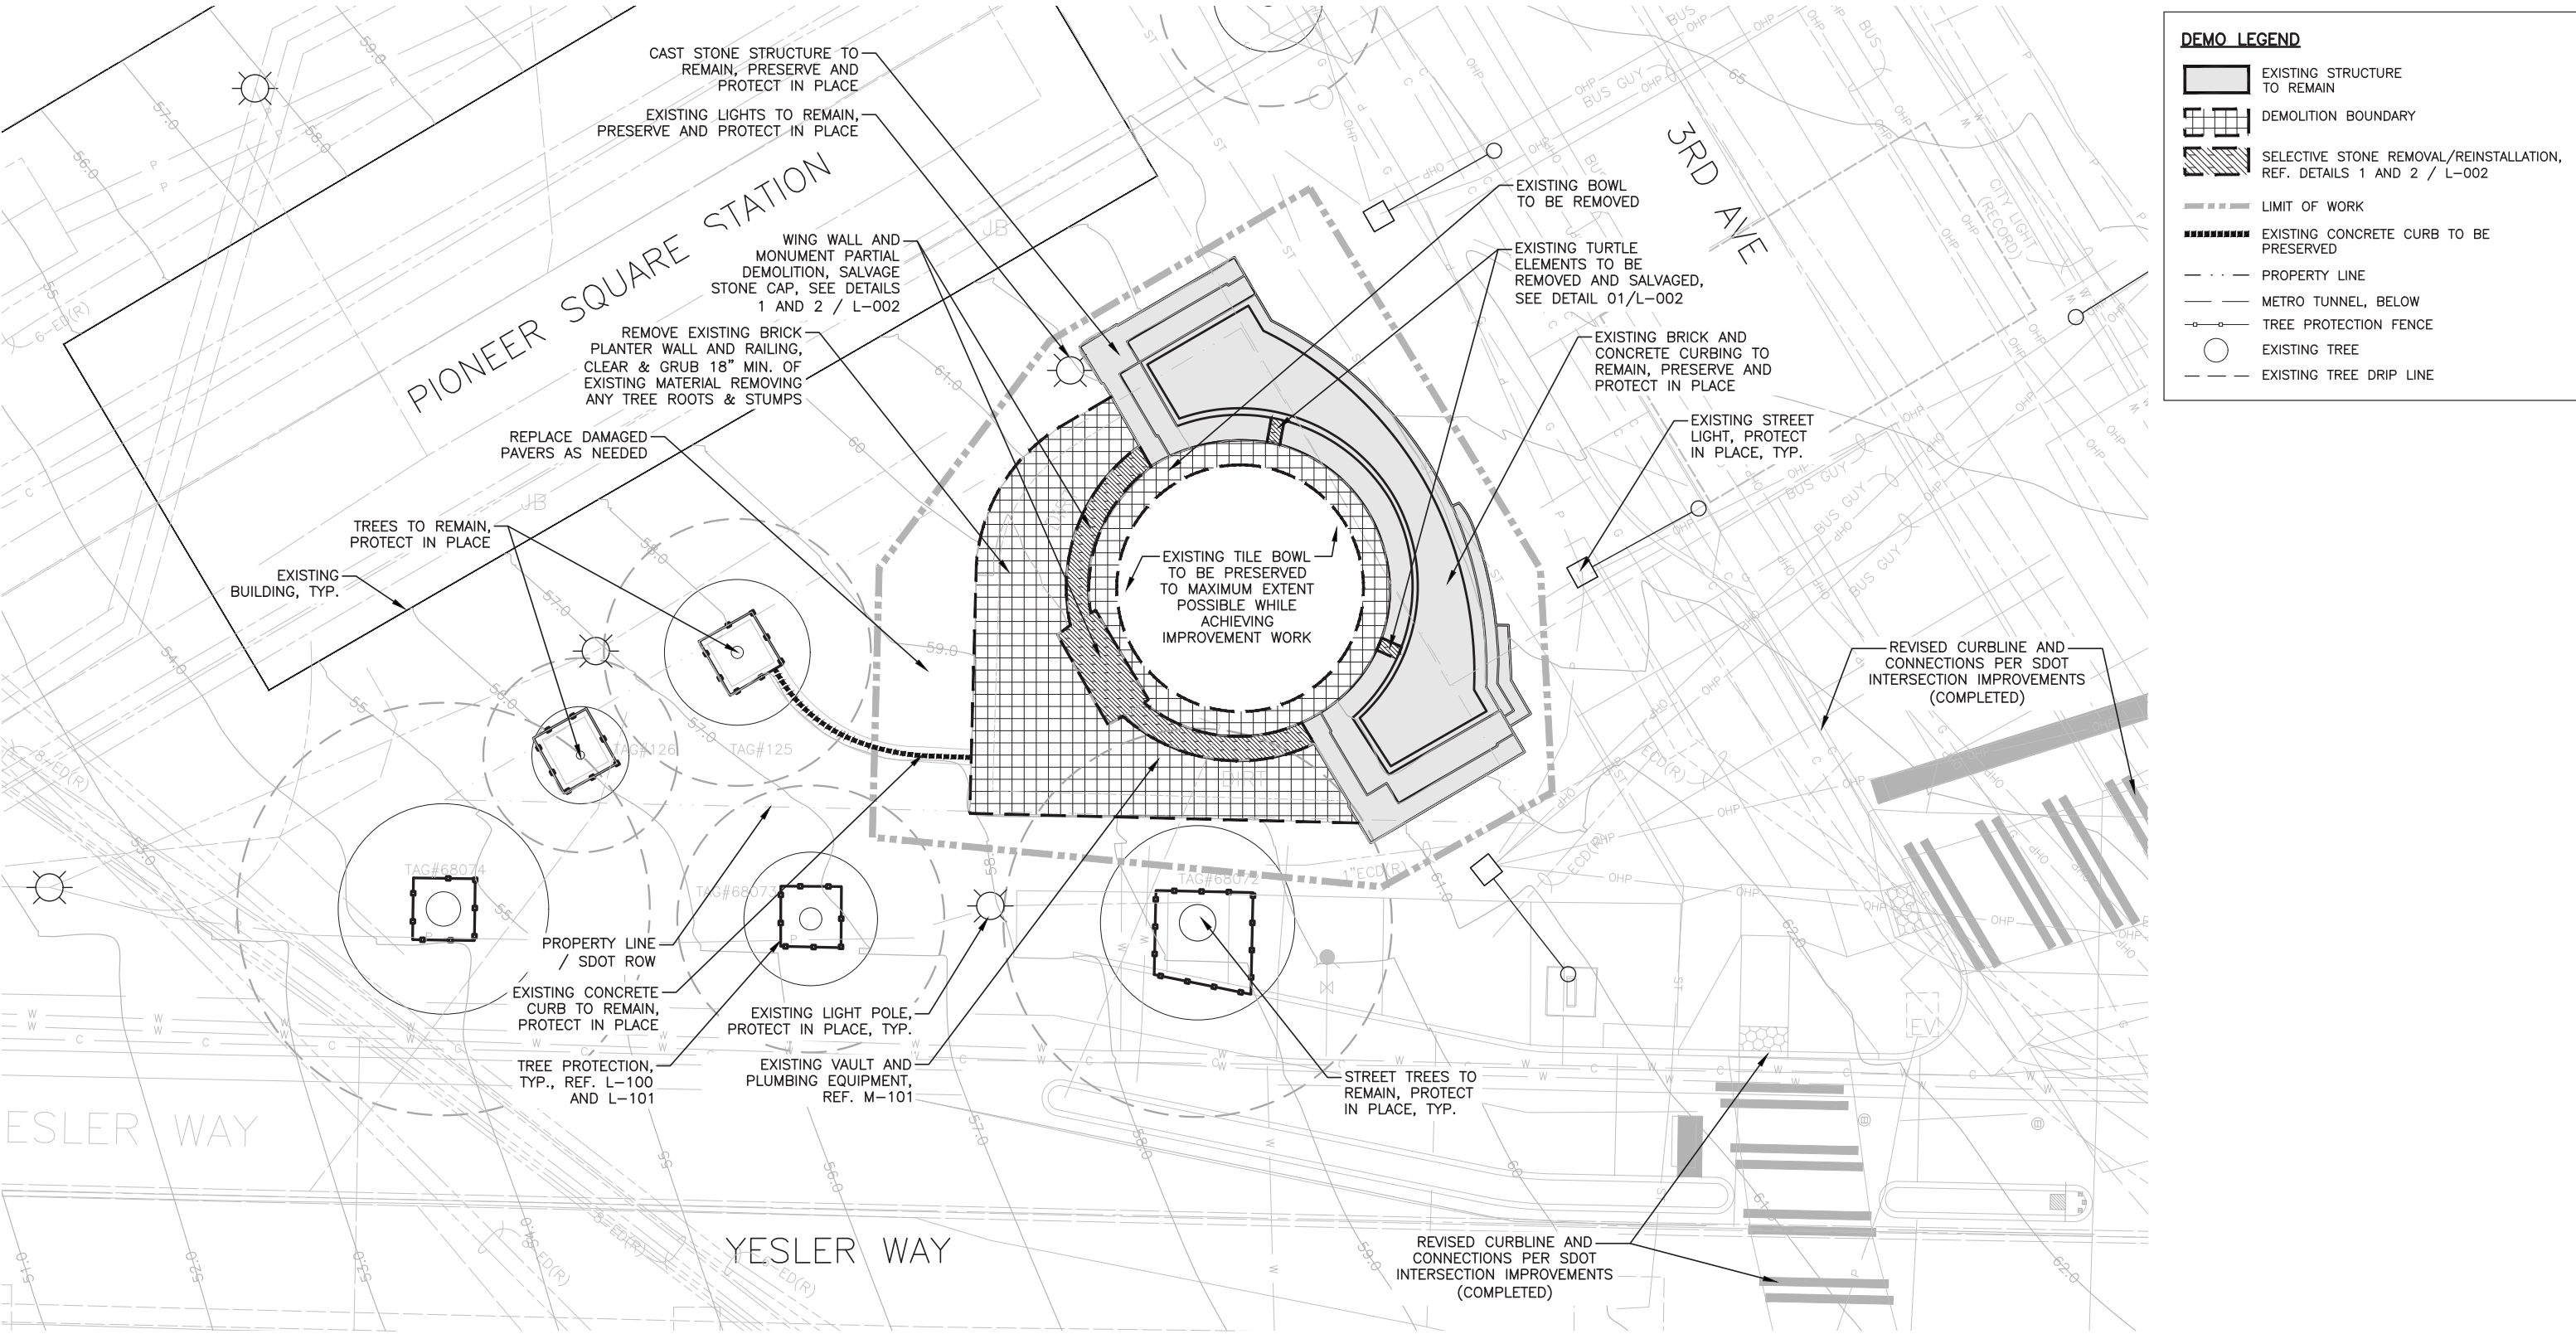 CAST STONE STRUCTURE TO
REMAIN, PRESERVE AND
PROTECT IN PLACE
EXISTING LIGHTS TO REMAIN,
PRESERVE AND PROTECT IN PLACE
PIONEER SQUARE STATION
WING WALL AND
MONUMENT PARTIAL
DEMOLITION, SALVAGE
STONE CAP, SEE DETAILS
1 AND 2 / L-002
REMOVE EXISTING BRICK
PLANTER WALL AND RAILING,
CLEAR & GRUB 18" MIN. OF
EXISTING MATERIAL REMOVING
ANY TREE ROOTS & STUMPS
REPLACE DAMAGED
PAVERS AS NEEDED
TREES TO REMAIN,
PROTECT IN PLACE
EXISTING
BUILDING, TYP.
3RD AVE
EXISTING BOWL
TO BE REMOVED
EXISTING TURTLE
ELEMENTS TO BE
REMOVED AND SALVAGED,
SEE DETAIL 01/L-002
EXISTING BRICK AND
CONCRETE CURBING TO
REMAIN, PRESERVE AND
PROTECT IN PLACE
EXISTING STREET
LIGHT, PROTECT
IN PLACE, TYP.
EXISTING TILE BOWL
TO BE PRESERVED
TO MAXIMUM EXTENT
POSSIBLE WHILE
ACHIEVING
IMPROVEMENT WORK
REVISED CURBLINE AND
CONNECTIONS PER SDOT
INTERSECTION IMPROVEMENTS
(COMPLETED)
TAG#126
TAG#125
TAG#68074
TAG#68073
TAG#68072
PROPERTY LINE
/ SDOT ROW
EXISTING CONCRETE
CURB TO REMAIN,
PROTECT IN PLACE
TREE PROTECTION,
TYP., REF. L-100
AND L-101
EXISTING LIGHT POLE,
PROTECT IN PLACE, TYP.
EXISTING VAULT AND
PLUMBING EQUIPMENT,
REF. M-101
STREET TREES TO
REMAIN, PROTECT
IN PLACE, TYP.
ESLER WAY
YESLER WAY
REVISED CURBLINE AND
CONNECTIONS PER SDOT
INTERSECTION IMPROVEMENTS
(COMPLETED)
DEMO LEGEND
EXISTING STRUCTURE
TO REMAIN
DEMOLITION BOUNDARY
SELECTIVE STONE REMOVAL/REINSTALLATION,
REF. DETAILS 1 AND 2 / L-002
LIMIT OF WORK
EXISTING CONCRETE CURB TO BE
PRESERVED
PROPERTY LINE
METRO TUNNEL, BELOW
TREE PROTECTION FENCE
EXISTING TREE
EXISTING TREE DRIP LINE